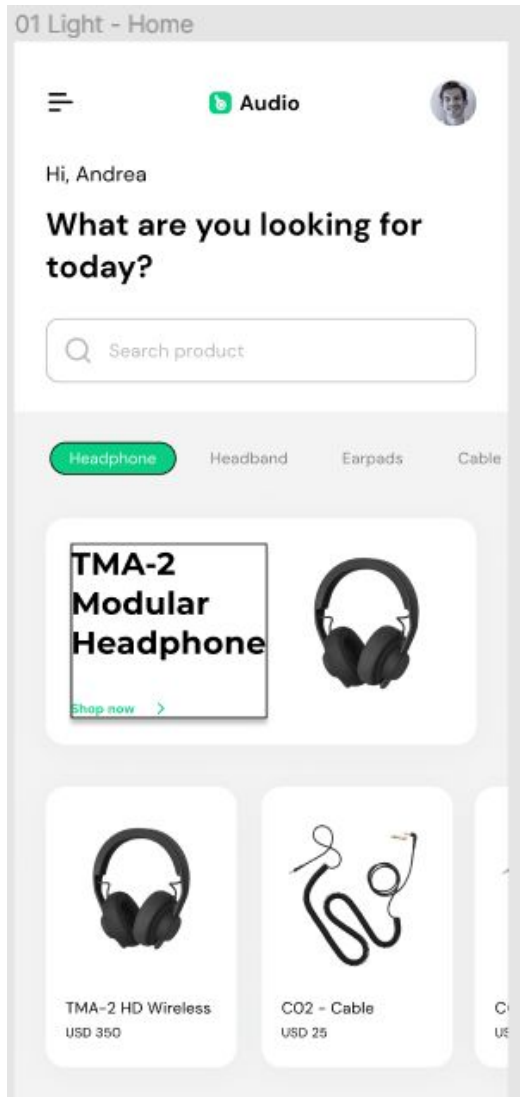 01 Light - Home
Audio
Hi, Andrea
What are you looking for
today?
Search product
Headphone Headband Earpads Cable
TMA-2
Modular
Headphone
Shop now
TMA-2 HD Wireless
USD 350
CO2 - Cable
USD 25